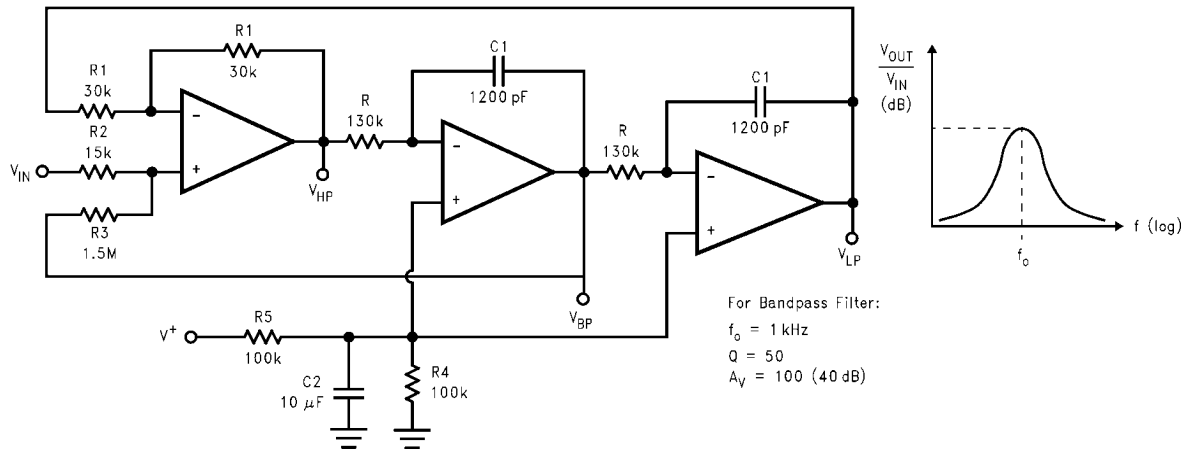 R1
30k
C1
1200 pF
V_OUT
V_IN
(dB)
R1
30k
R
130k
C1
1200 pF
R2
15k
V_IN
R3
1.5M
-
+
V_HP
-
+
R
130k
-
+
V_LP
f (log)
f_o
V_BP
V+
R5
100k
C2
10 µF
R4
100k
For Bandpass Filter:
f_o = 1 kHz
Q = 50
A_V = 100 (40 dB)